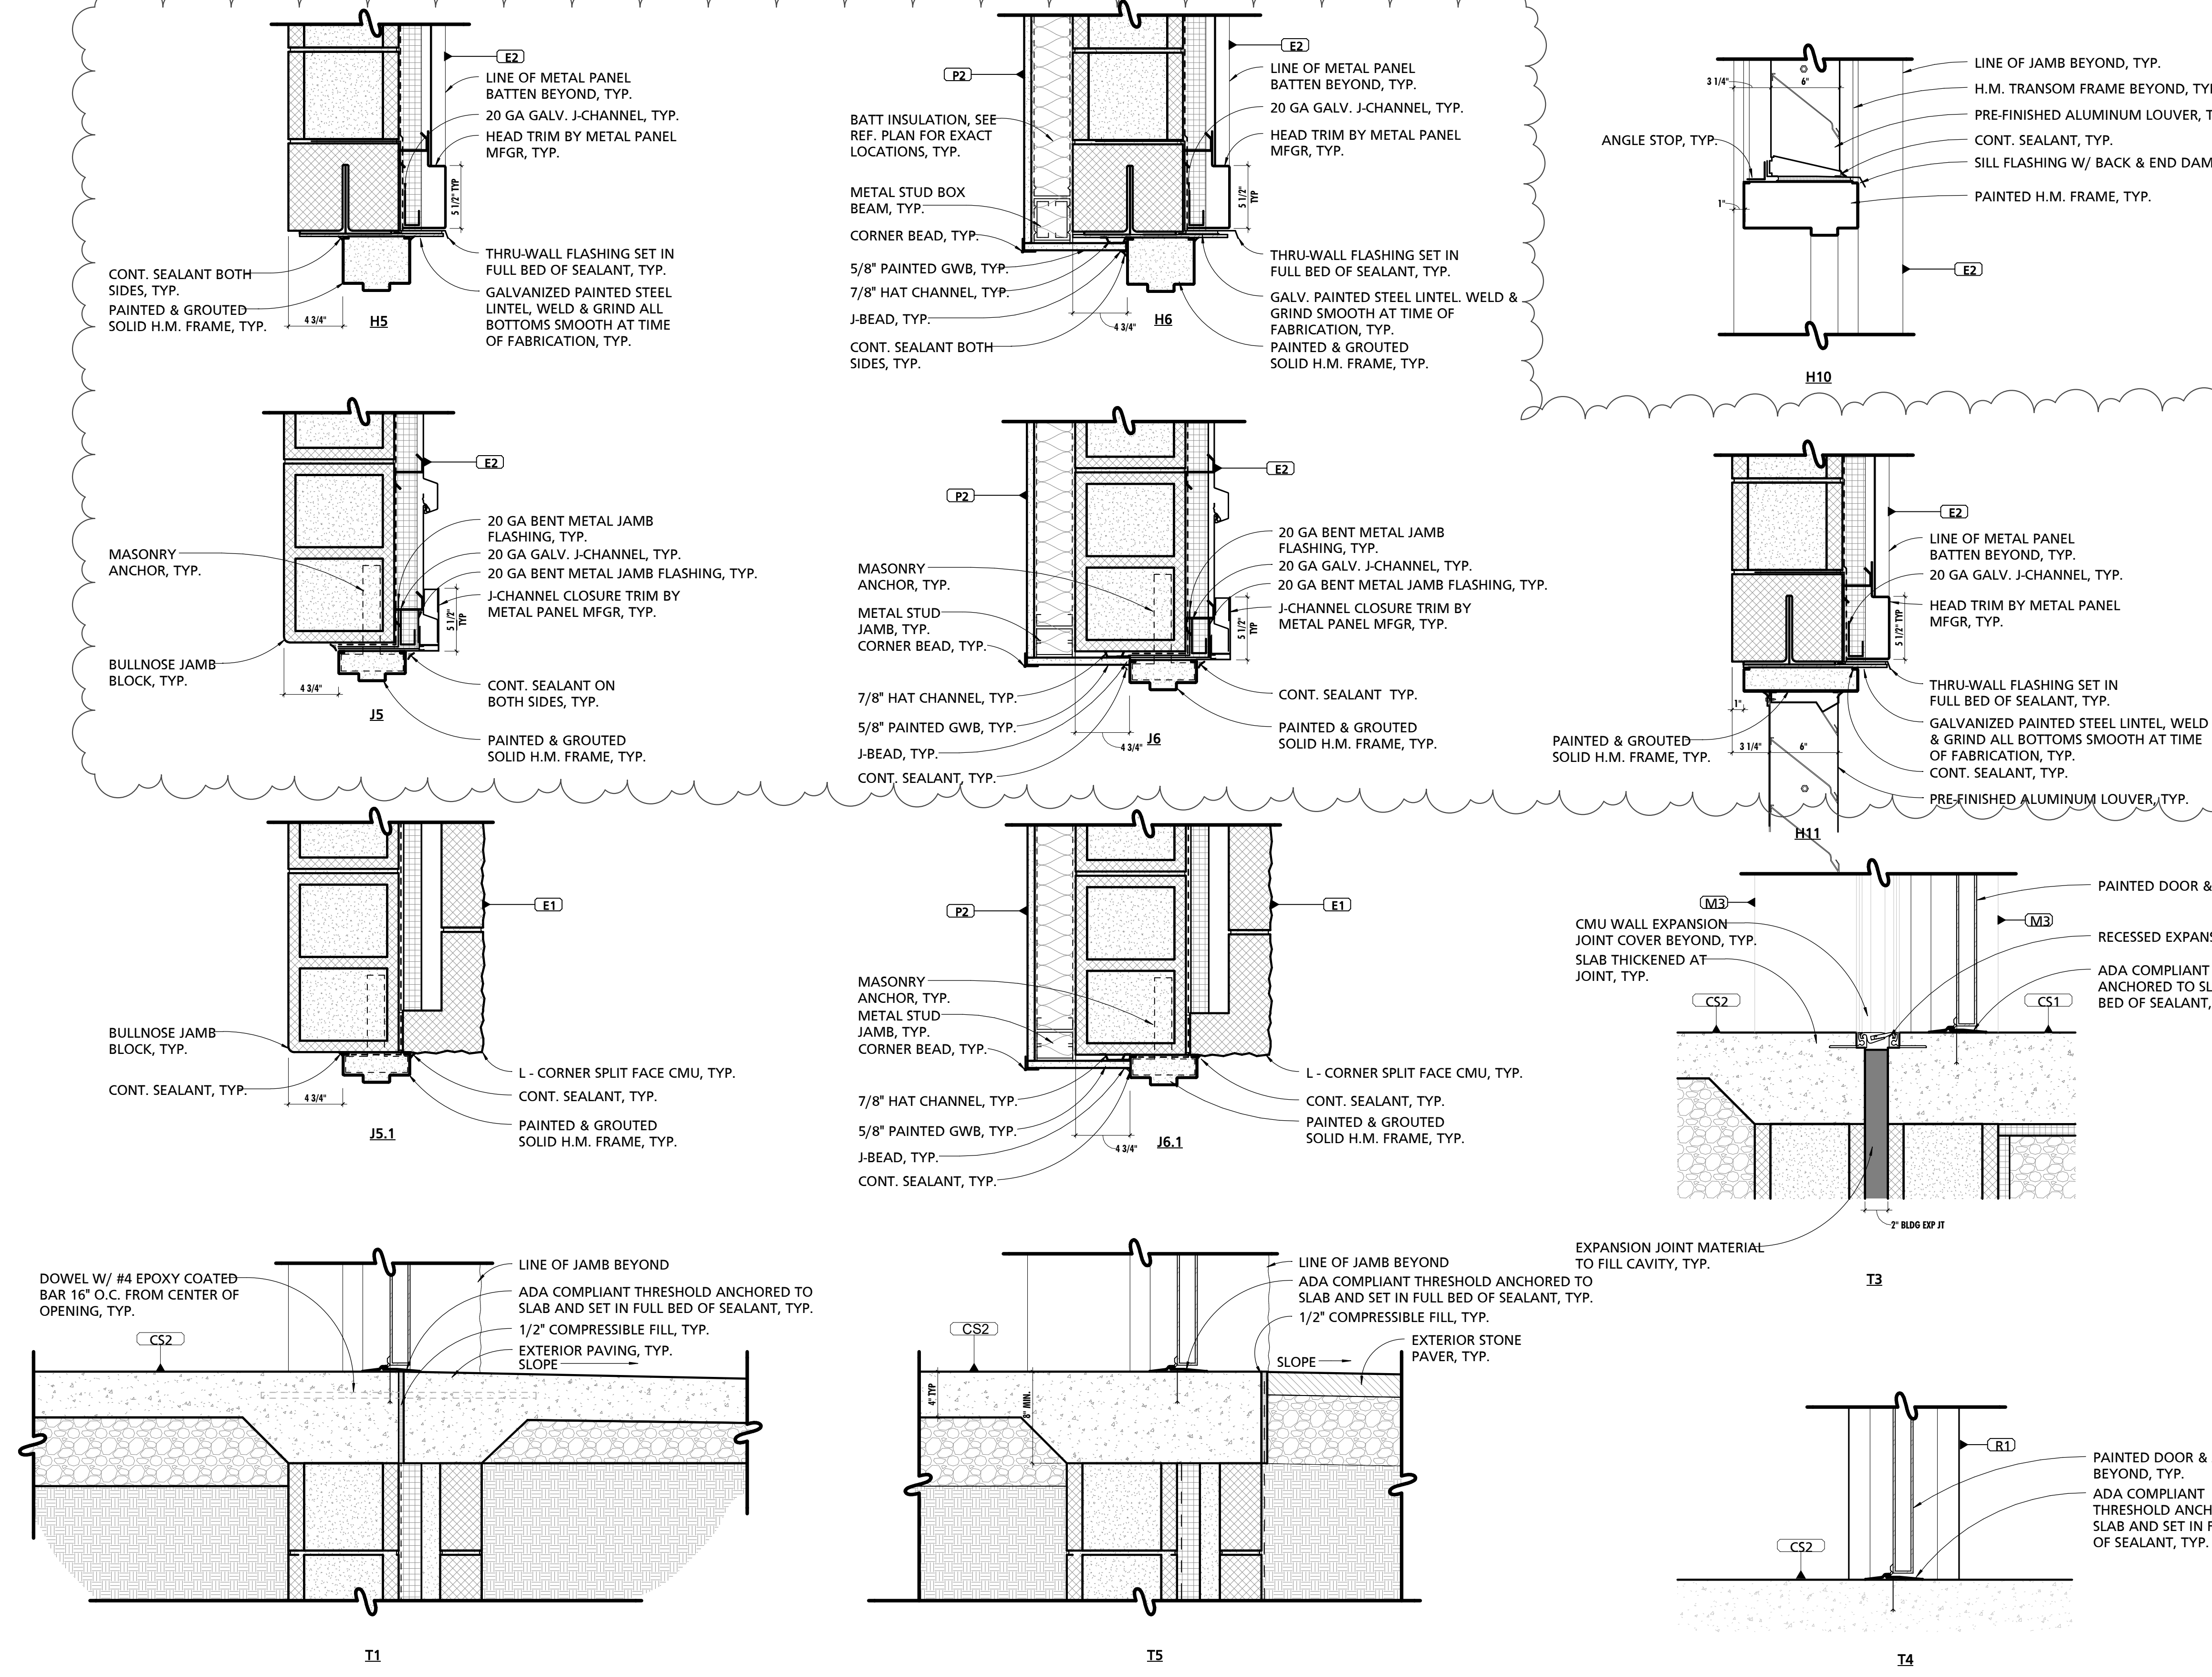 E2
LINE OF METAL PANEL
BATTEN BEYOND, TYP.
20 GA GALV. J-CHANNEL, TYP.
HEAD TRIM BY METAL PANEL
MFGR, TYP.
5 1/2" TYP
THRU-WALL FLASHING SET IN
FULL BED OF SEALANT, TYP.
GALVANIZED PAINTED STEEL
LINTEL, WELD & GRIND ALL
BOTTOMS SMOOTH AT TIME
OF FABRICATION, TYP.
CONT. SEALANT BOTH
SIDES, TYP.
PAINTED & GROUTED
SOLID H.M. FRAME, TYP.
4 3/4"
H5
P2
E2
BATT INSULATION, SEE
REF. PLAN FOR EXACT
LOCATIONS, TYP.
METAL STUD BOX
BEAM, TYP.
CORNER BEAD, TYP.
5/8" PAINTED GWB, TYP.
7/8" HAT CHANNEL, TYP.
J-BEAD, TYP.
CONT. SEALANT BOTH
SIDES, TYP.
LINE OF METAL PANEL
BATTEN BEYOND, TYP.
20 GA GALV. J-CHANNEL, TYP.
HEAD TRIM BY METAL PANEL
MFGR, TYP.
5 1/2"
TYP
THRU-WALL FLASHING SET IN
FULL BED OF SEALANT, TYP.
GALV. PAINTED STEEL LINTEL. WELD &
GRIND SMOOTH AT TIME OF
FABRICATION, TYP.
PAINTED & GROUTED
SOLID H.M. FRAME, TYP.
4 3/4"
H6
3 1/4"
6"
ANGLE STOP, TYP.
1"
LINE OF JAMB BEYOND, TYP.
H.M. TRANSOM FRAME BEYOND, TY
PRE-FINISHED ALUMINUM LOUVER, T
CONT. SEALANT, TYP.
SILL FLASHING W/ BACK & END DAM
PAINTED H.M. FRAME, TYP.
E2
H10
E2
MASONRY
ANCHOR, TYP.
BULLNOSE JAMB
BLOCK, TYP.
20 GA BENT METAL JAMB
FLASHING, TYP.
20 GA GALV. J-CHANNEL, TYP.
20 GA BENT METAL JAMB FLASHING, TYP.
J-CHANNEL CLOSURE TRIM BY
METAL PANEL MFGR, TYP.
5 1/2"
TYP
CONT. SEALANT ON
BOTH SIDES, TYP.
PAINTED & GROUTED
SOLID H.M. FRAME, TYP.
4 3/4"
J5
P2
E2
MASONRY
ANCHOR, TYP.
METAL STUD
JAMB, TYP.
CORNER BEAD, TYP.
7/8" HAT CHANNEL, TYP.
5/8" PAINTED GWB, TYP.
J-BEAD, TYP.
CONT. SEALANT, TYP.
20 GA BENT METAL JAMB
FLASHING, TYP.
20 GA GALV. J-CHANNEL, TYP.
20 GA BENT METAL JAMB FLASHING, TYP.
J-CHANNEL CLOSURE TRIM BY
METAL PANEL MFGR, TYP.
5 1/2"
TYP
CONT. SEALANT  TYP.
PAINTED & GROUTED
SOLID H.M. FRAME, TYP.
4 3/4"
J6
E2
LINE OF METAL PANEL
BATTEN BEYOND, TYP.
20 GA GALV. J-CHANNEL, TYP.
HEAD TRIM BY METAL PANEL
MFGR, TYP.
5 1/2" TYP
THRU-WALL FLASHING SET IN
FULL BED OF SEALANT, TYP.
GALVANIZED PAINTED STEEL LINTEL, WELD
& GRIND ALL BOTTOMS SMOOTH AT TIME
OF FABRICATION, TYP.
CONT. SEALANT, TYP.
PRE-FINISHED ALUMINUM LOUVER, TYP.
PAINTED & GROUTED
SOLID H.M. FRAME, TYP.
1"
3 1/4"
6"
H11
E1
BULLNOSE JAMB
BLOCK, TYP.
CONT. SEALANT, TYP.
4 3/4"
L - CORNER SPLIT FACE CMU, TYP.
CONT. SEALANT, TYP.
PAINTED & GROUTED
SOLID H.M. FRAME, TYP.
J5.1
P2
E1
MASONRY
ANCHOR, TYP.
METAL STUD
JAMB, TYP.
CORNER BEAD, TYP.
7/8" HAT CHANNEL, TYP.
5/8" PAINTED GWB, TYP.
J-BEAD, TYP.
CONT. SEALANT, TYP.
L - CORNER SPLIT FACE CMU, TYP.
CONT. SEALANT, TYP.
PAINTED & GROUTED
SOLID H.M. FRAME, TYP.
4 3/4"
J6.1
M3
M3
CMU WALL EXPANSION
JOINT COVER BEYOND, TYP.
SLAB THICKENED AT
JOINT, TYP.
CS2
CS1
PAINTED DOOR &
RECESSED EXPANS
ADA COMPLIANT
ANCHORED TO SL
BED OF SEALANT,
2" BLDG EXP JT
EXPANSION JOINT MATERIAL
TO FILL CAVITY, TYP.
T3
DOWEL W/ #4 EPOXY COATED
BAR 16" O.C. FROM CENTER OF
OPENING, TYP.
CS2
LINE OF JAMB BEYOND
ADA COMPLIANT THRESHOLD ANCHORED TO
SLAB AND SET IN FULL BED OF SEALANT, TYP.
1/2" COMPRESSIBLE FILL, TYP.
EXTERIOR PAVING, TYP.
SLOPE
T1
CS2
LINE OF JAMB BEYOND
ADA COMPLIANT THRESHOLD ANCHORED TO
SLAB AND SET IN FULL BED OF SEALANT, TYP.
1/2" COMPRESSIBLE FILL, TYP.
EXTERIOR STONE
PAVER, TYP.
SLOPE
4" TYP
8" MIN.
T5
R1
CS2
PAINTED DOOR &
BEYOND, TYP.
ADA COMPLIANT
THRESHOLD ANCH
SLAB AND SET IN F
OF SEALANT, TYP.
T4